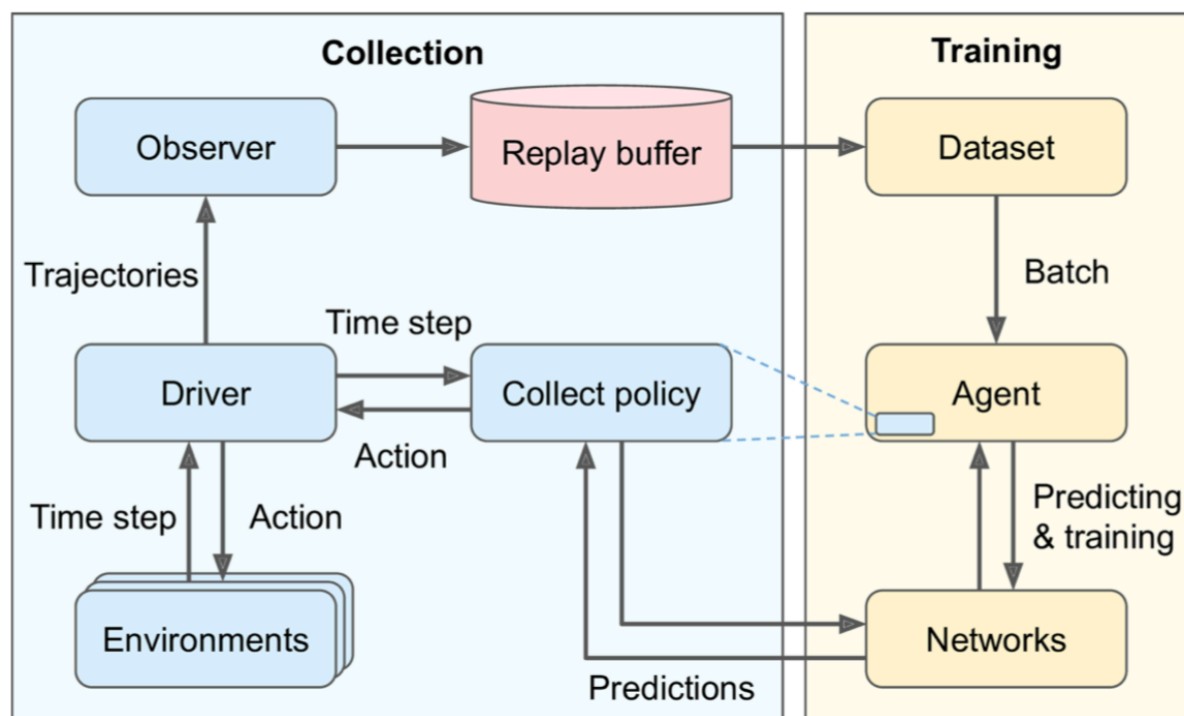 Collection
Training
Observer
Replay buffer
Dataset
Trajectories
Batch
Time step
Driver
Collect policy
Agent
Action
Time step
Action
Predicting
& training
Environments
Networks
Predictions